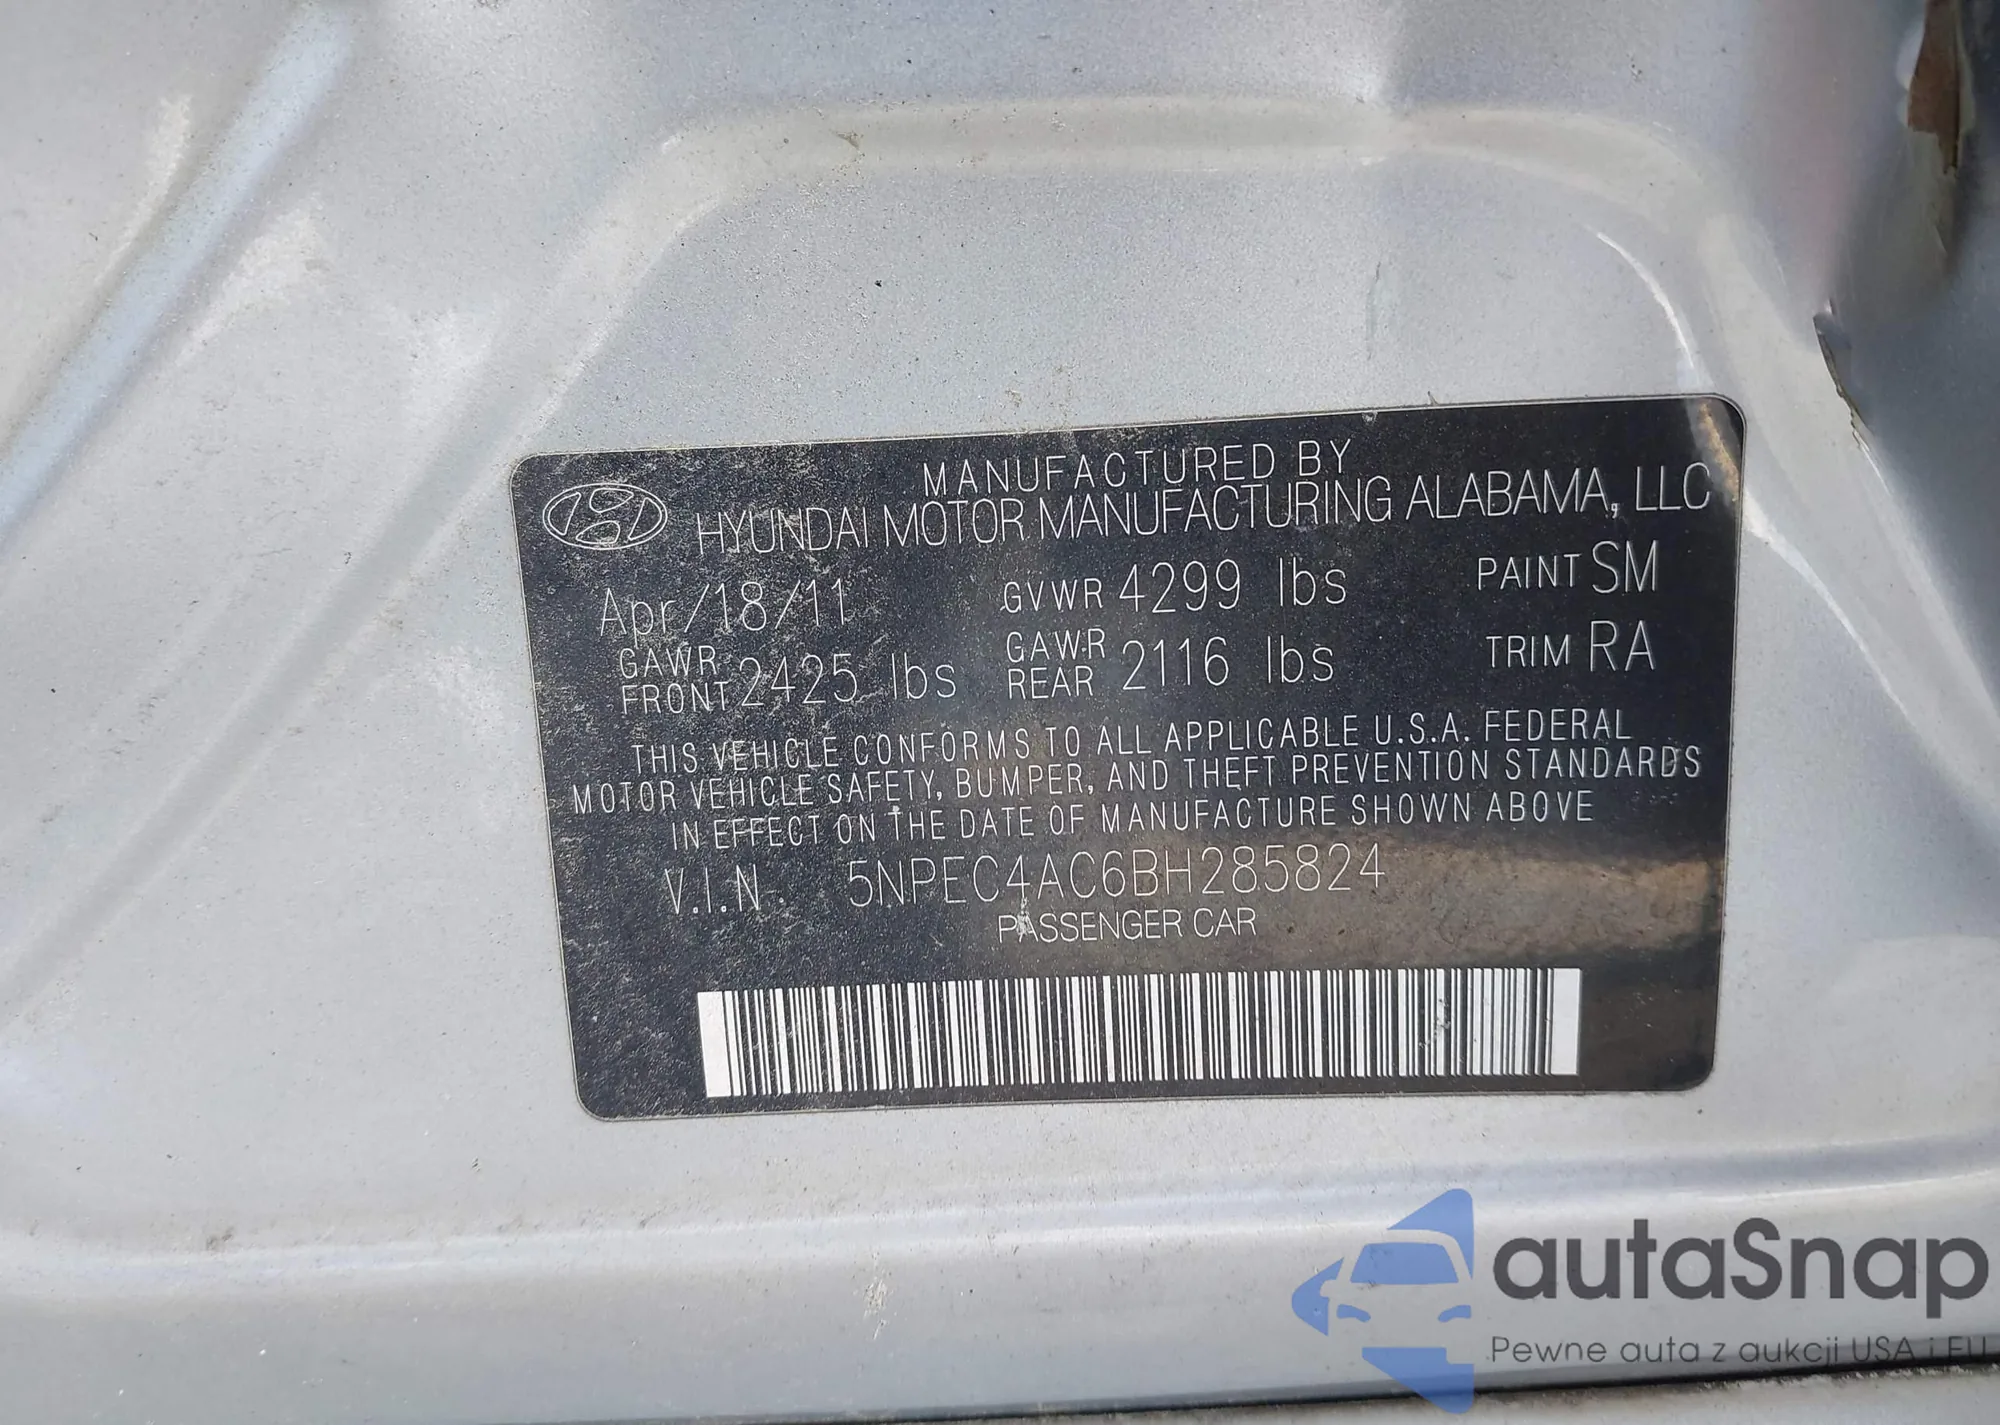 MANUFACTURED BY
HYUNDAI MOTOR MANUFACTURING ALABAMA, LLC
Apr/18/11 GVWR 4299 lbs PAINT SM
GAWR FRONT 2425 lbs GAWR REAR 2116 lbs TRIM RA
THIS VEHICLE CONFORMS TO ALL APPLICABLE U.S.A. FEDERAL
MOTOR VEHICLE SAFETY, BUMPER, AND THEFT PREVENTION STANDARDS
IN EFFECT ON THE DATE OF MANUFACTURE SHOWN ABOVE
V.I.N. 5NPEC4AC6BH285824
PASSENGER CAR
autaSnap
Pewne auta z aukcji USA i EU